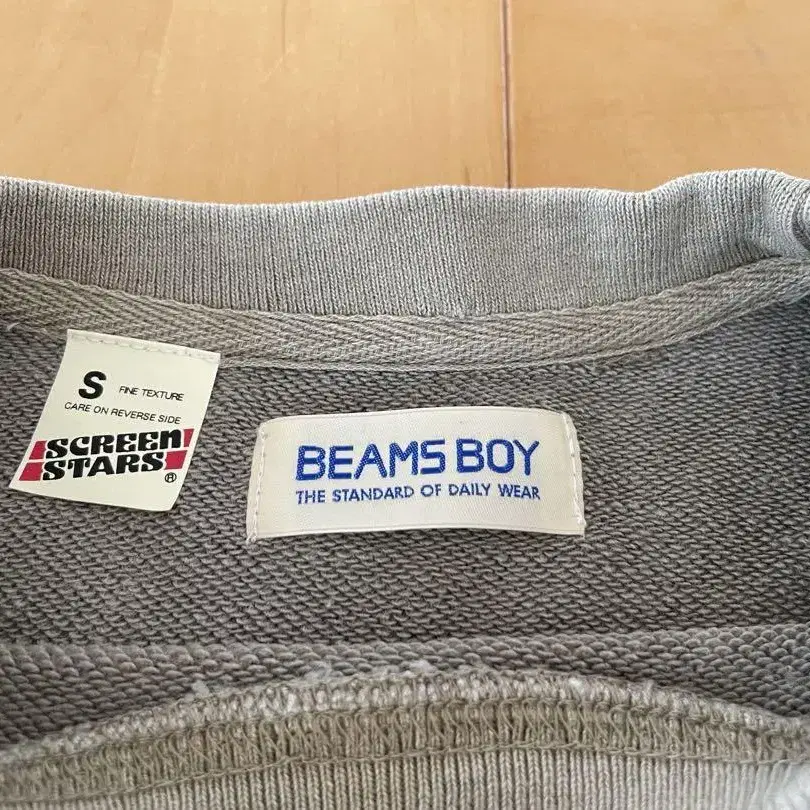 S FINE TEXTURE
CARE ON REVERSE SIDE
SCREEN
STARS®
BEAMS BOY
THE STANDARD OF DAILY WEAR